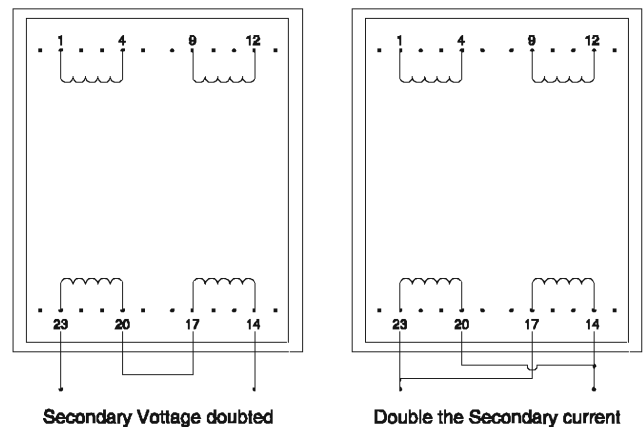 1 4 9 12 1 4 9 12
23 20 17 14 23 20 17 14
Secondary Vottage doubted Double the Secondary current